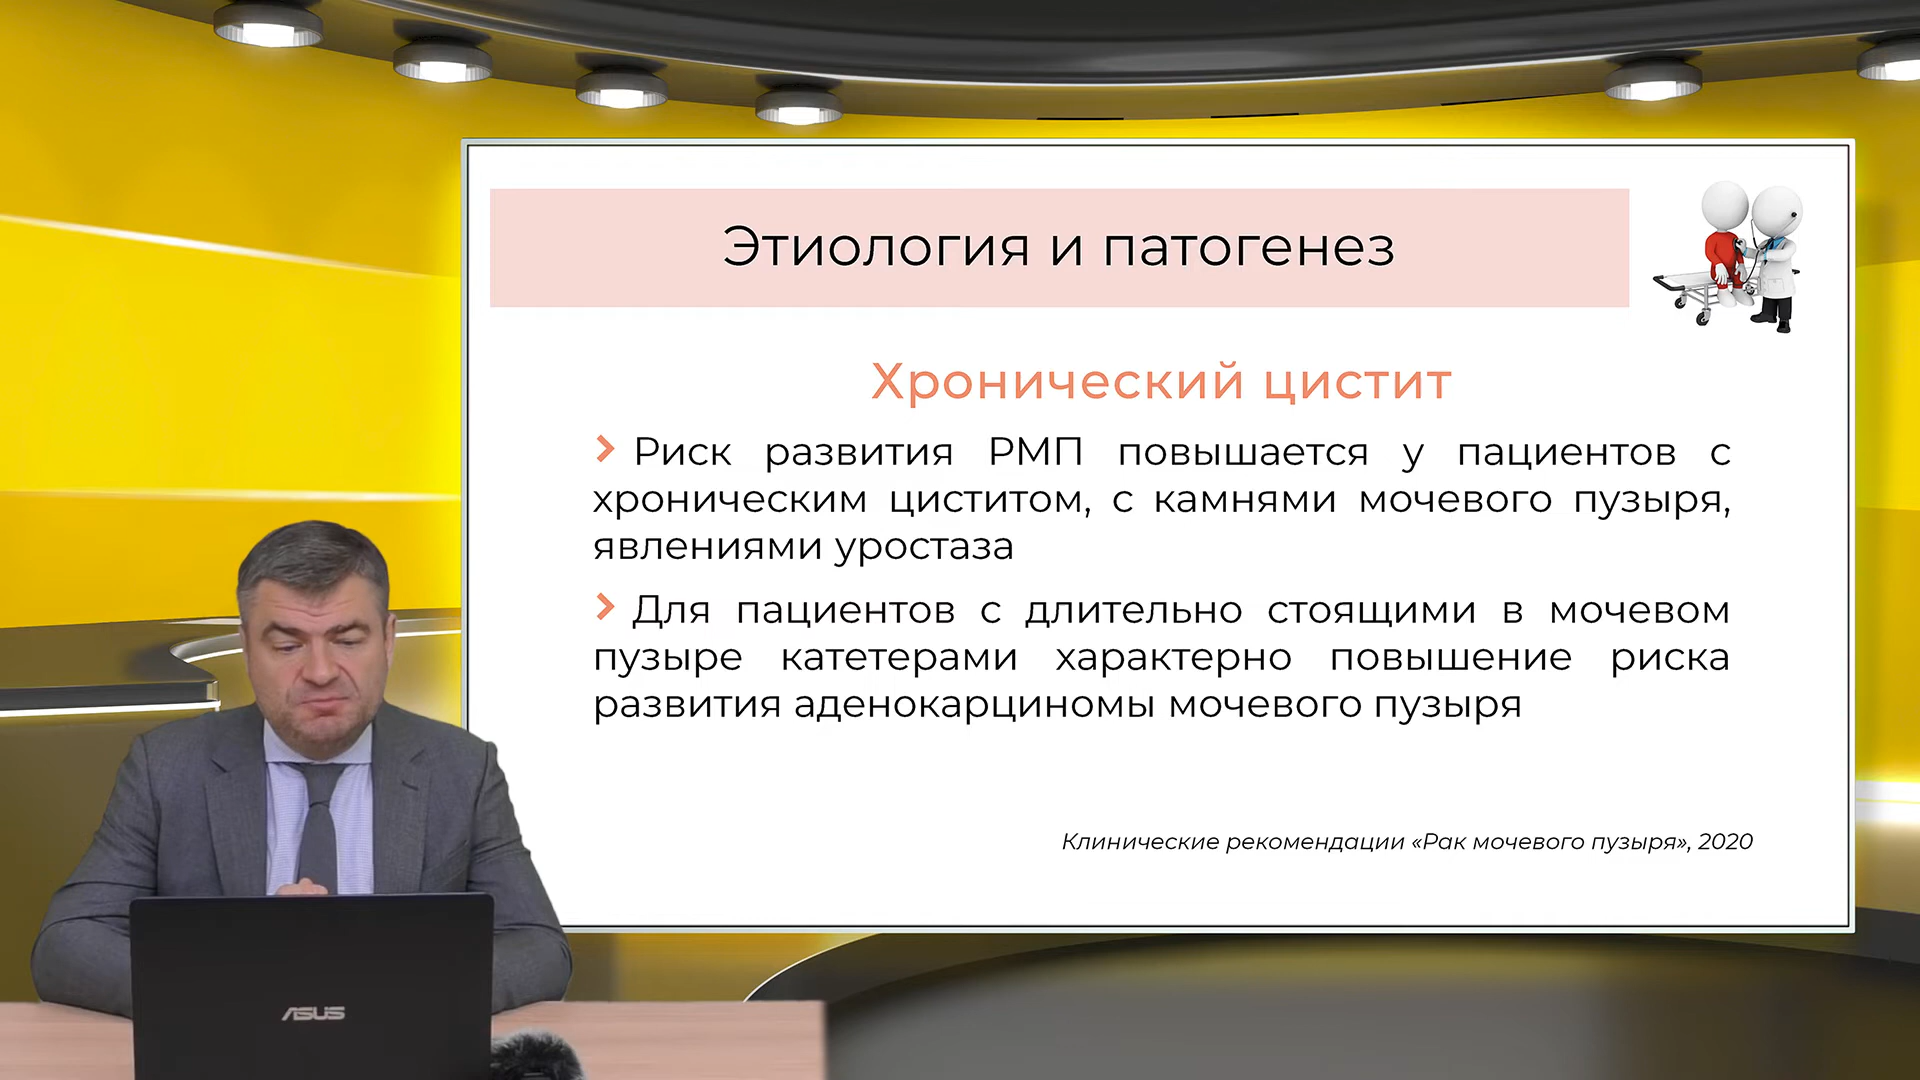 Этиология и патогенез
Хронический цистит
Риск развития РМП повышается у пациентов с
хроническим циститом, с камнями мочевого пузыря,
явлениями уростаза
Для пациентов с длительно стоящими в мочевом
пузыре катетерами характерно повышение риска
развития аденокарциномы мочевого пузыря
Клинические рекомендации «Рак мочевого пузыря», 2020
ASUS